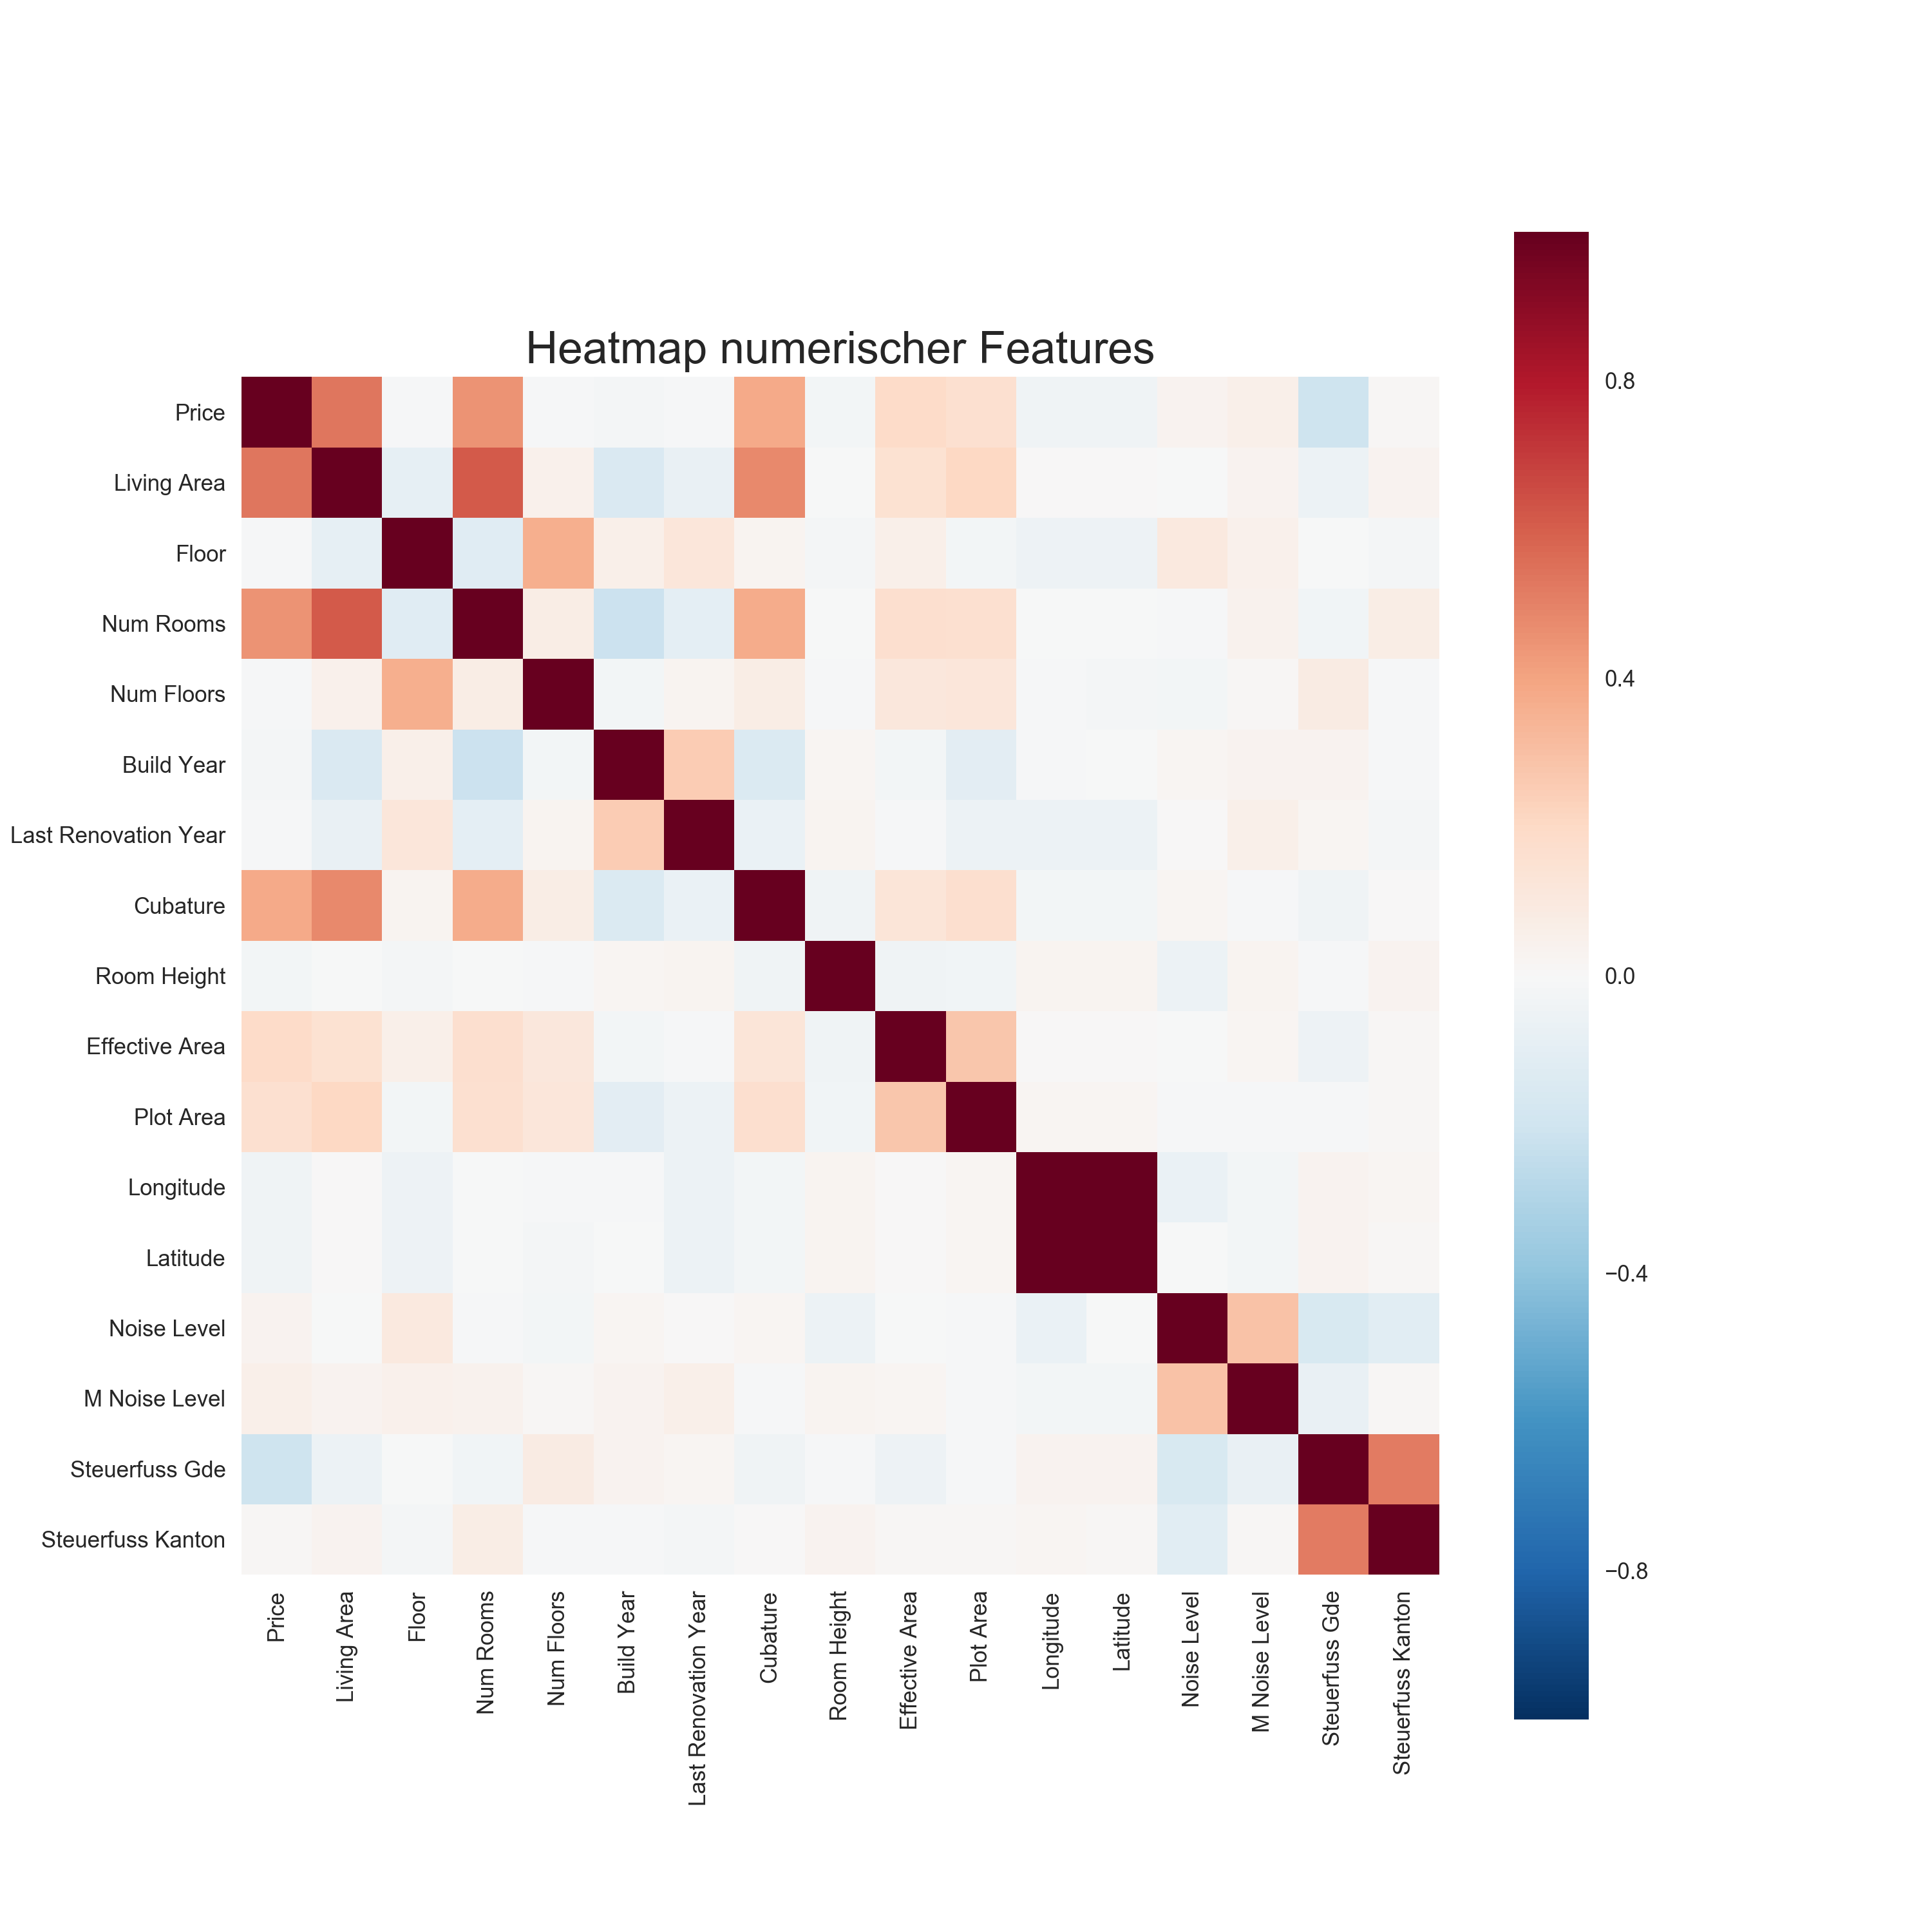 Heatmap numerischer Features
Price
Living Area
Floor
Num Rooms
Num Floors
Build Year
Last Renovation Year
Cubature
Room Height
Effective Area
Plot Area
Longitude
Latitude
Noise Level
M Noise Level
Steuerfuss Gde
Steuerfuss Kanton
Price
Living Area
Floor
Num Rooms
Num Floors
Build Year
Last Renovation Year
Cubature
Room Height
Effective Area
Plot Area
Longitude
Latitude
Noise Level
M Noise Level
Steuerfuss Gde
Steuerfuss Kanton
0.8
0.4
0.0
−0.4
−0.8